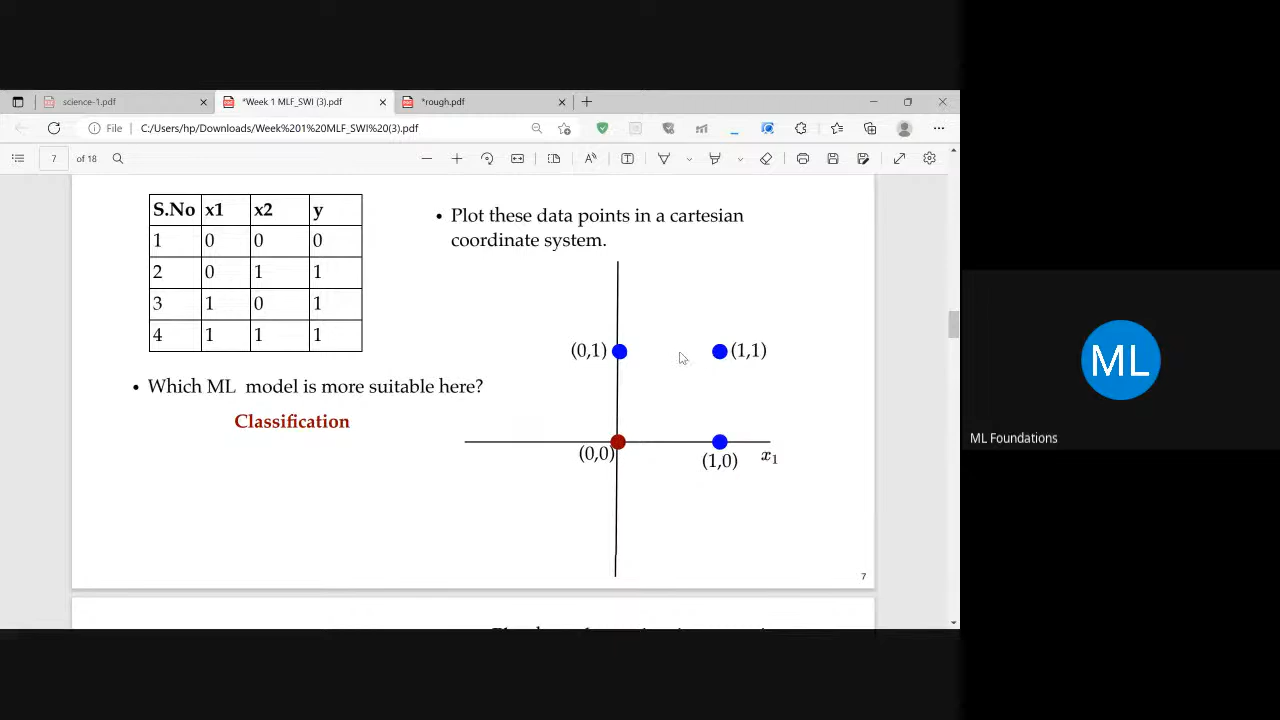 science-1.pdf
*Week 1 MLF_SWI (3).pdf
*rough.pdf
File
C:/Users/hp/Downloads/Week%201%20MLF_SWI%20(3).pdf
7 of 18
S.No x1 x2 y
1 0 0 0
2 0 1 1
3 1 0 1
4 1 1 1
• Which ML model is more suitable here?
Classification
• Plot these data points in a cartesian
coordinate system.
(0,1)
(1,1)
(0,0)
(1,0)
x₁
7
ML
ML Foundations